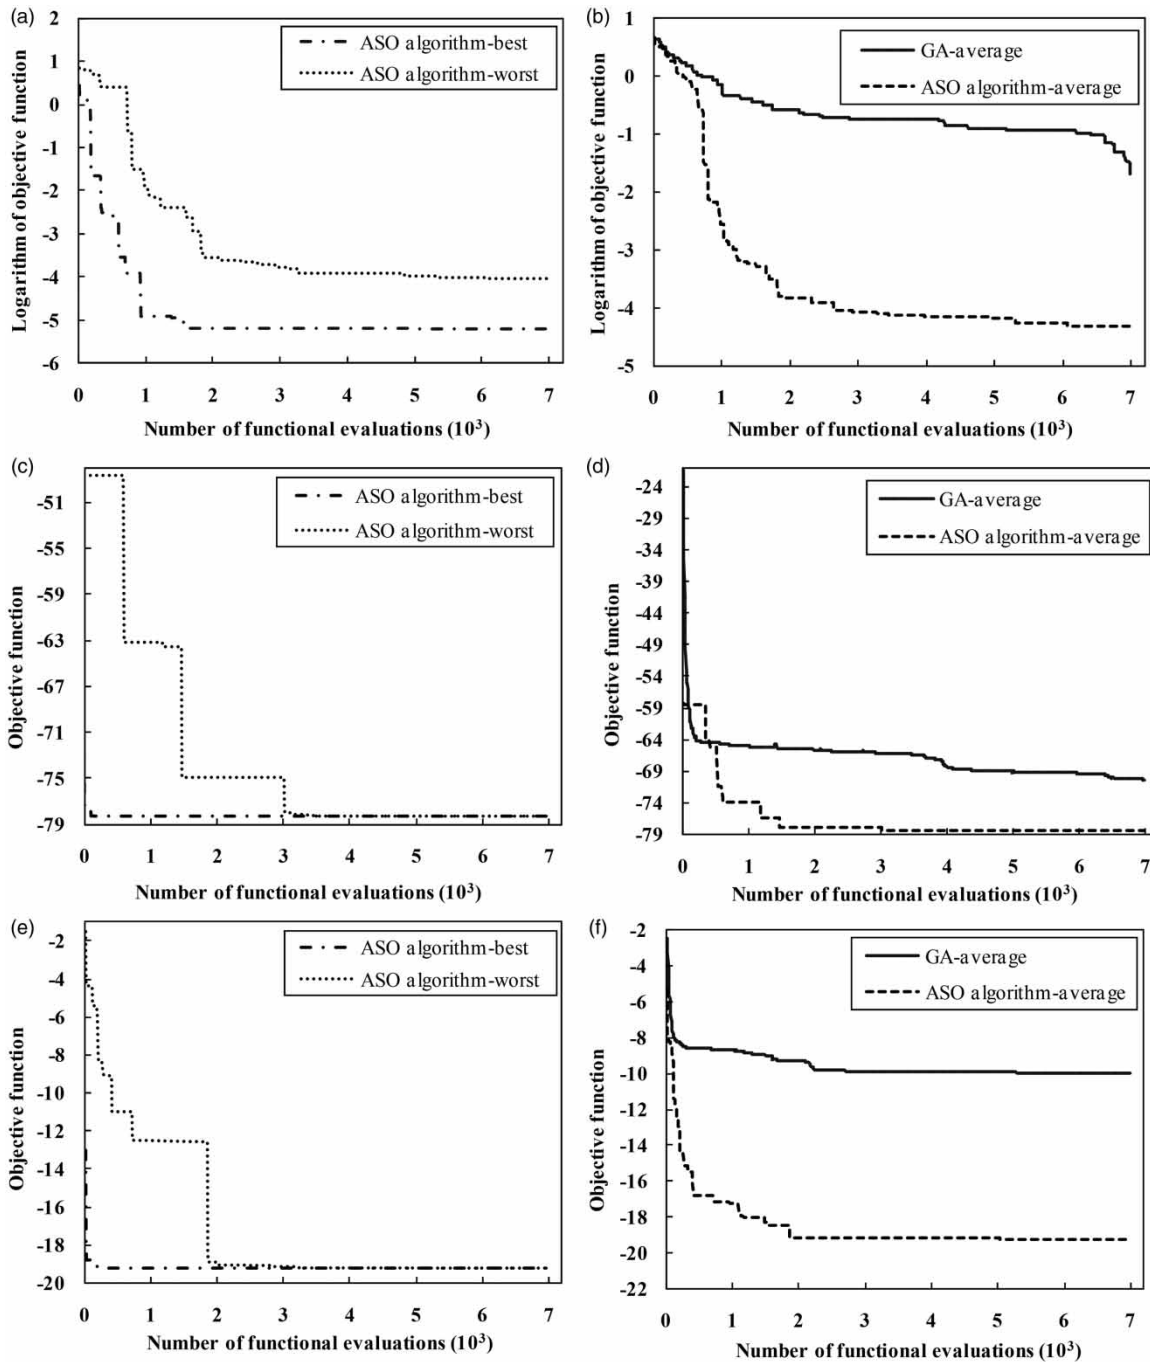 (a)
2
1
0
-1
-2
-3
-4
-5
-6
Logarithm of objective function
ASO algorithm-best
ASO algorithm-worst
0 1 2 3 4 5 6 7
Number of functional evaluations (10³)
(b)
1
0
-1
-2
-3
-4
-5
Logarithm of objective function
GA-average
ASO algorithm-average
0 1 2 3 4 5 6 7
Number of functional evaluations (10³)
(c)
-51
-55
-59
-63
-67
-71
-75
-79
Objective function
ASO algorithm-best
ASO algorithm-worst
0 1 2 3 4 5 6 7
Number of functional evaluations (10³)
(d)
-24
-29
-34
-39
-44
-49
-54
-59
-64
-69
-74
-79
Objective function
GA-average
ASO algorithm-average
0 1 2 3 4 5 6 7
Number of functional evaluations (10³)
(e)
-2
-4
-6
-8
-10
-12
-14
-16
-18
-20
Objective function
ASO algorithm-best
ASO algorithm-worst
0 1 2 3 4 5 6 7
Number of functional evaluations (10³)
(f)
-2
-4
-6
-8
-10
-12
-14
-16
-18
-20
-22
Objective function
GA-average
ASO algorithm-average
0 1 2 3 4 5 6 7
Number of functional evaluations (10³)